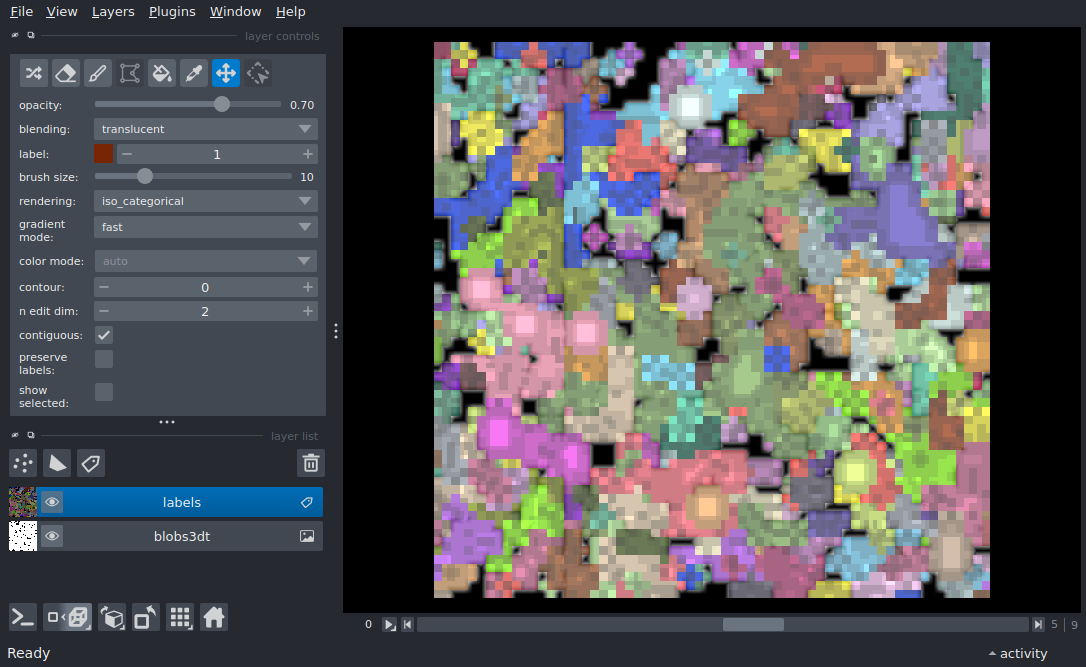 File View Layers Plugins Window Help
layer controls
opacity: 0.70
blending: translucent
label: 1
brush size: 10
rendering: iso_categorical
gradient
mode: fast
color mode: auto
contour: 0
n edit dim: 2
contiguous:
preserve
labels:
show
selected:
layer list
labels
blobs3dt
0 5 | 9
Ready activity